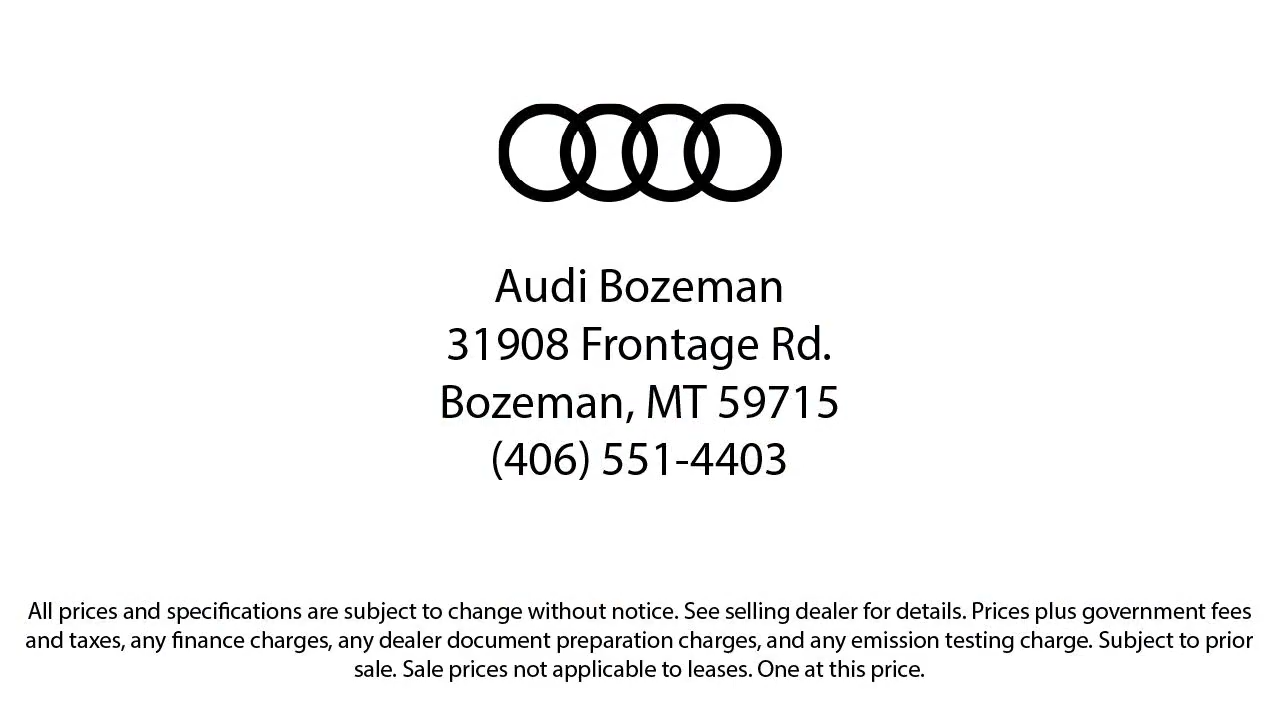 Audi Bozeman
31908 Frontage Rd.
Bozeman, MT 59715
(406) 551-4403
All prices and specifications are subject to change without notice. See selling dealer for details. Prices plus government fees
and taxes, any finance charges, any dealer document preparation charges, and any emission testing charge. Subject to prior
sale. Sale prices not applicable to leases. One at this price.